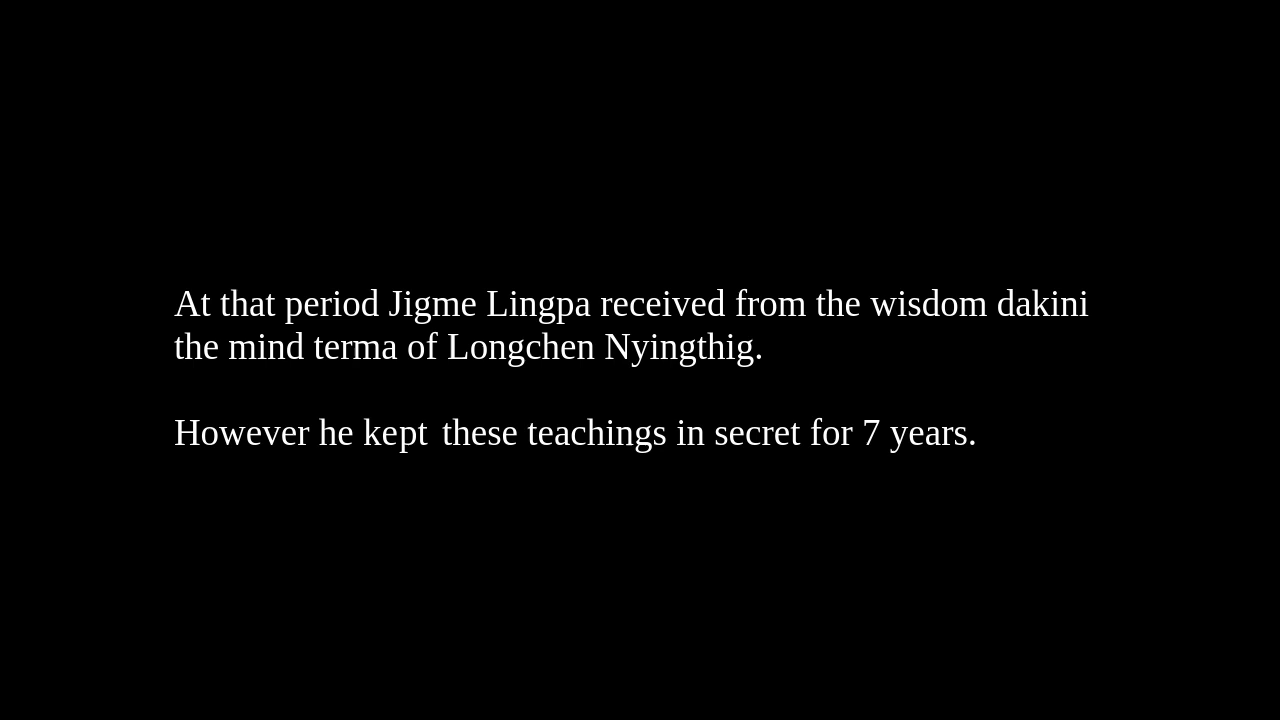 At that period Jigme Lingpa received from the wisdom dakini
the mind terma of Longchen Nyingthig.
However he kept these teachings in secret for 7 years.